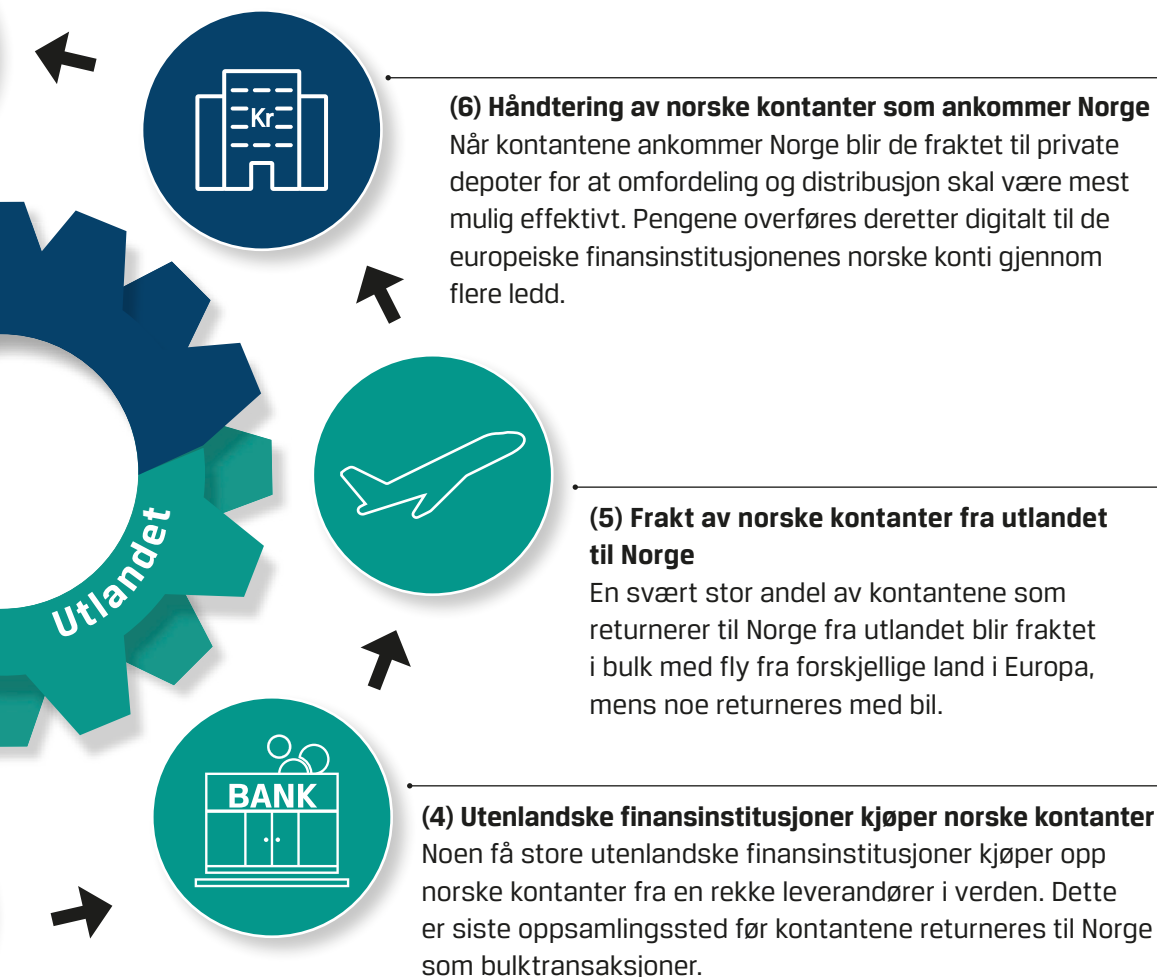 Kr
(6) Håndtering av norske kontanter som ankommer Norge
Når kontantene ankommer Norge blir de fraktet til private
depoter for at omfordeling og distribusjon skal være mest
mulig effektivt. Pengene overføres deretter digitalt til de
europeiske finansinstitusjonenes norske konti gjennom
flere ledd.
Utlandet
(5) Frakt av norske kontanter fra utlandet
til Norge
En svært stor andel av kontantene som
returnerer til Norge fra utlandet blir fraktet
i bulk med fly fra forskjellige land i Europa,
mens noe returneres med bil.
BANK
(4) Utenlandske finansinstitusjoner kjøper norske kontanter
Noen få store utenlandske finansinstitusjoner kjøper opp
norske kontanter fra en rekke leverandører i verden. Dette
er siste oppsamlingssted før kontantene returneres til Norge
som bulktransaksjoner.